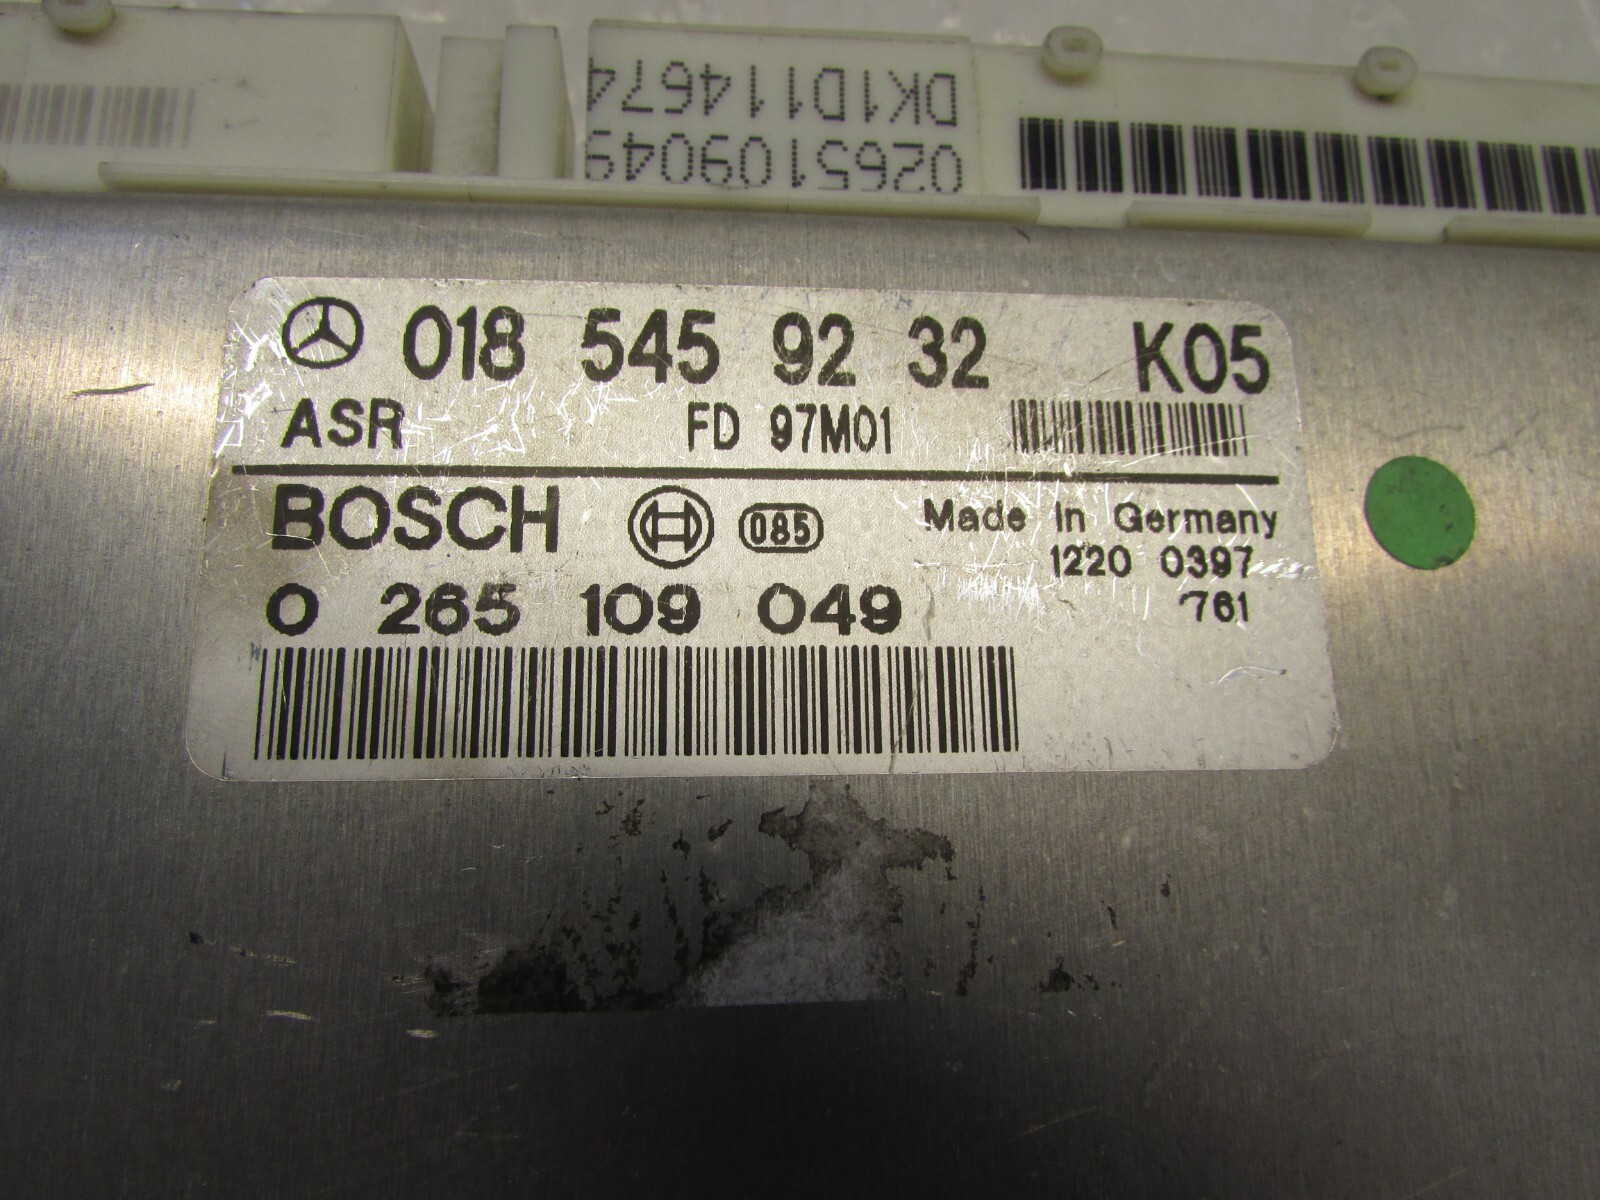 DK1D114674
0265109049
018 545 92 32 K05
ASR FD 97M01
BOSCH 085 Made in Germany
1220 0397
0 265 109 049 761